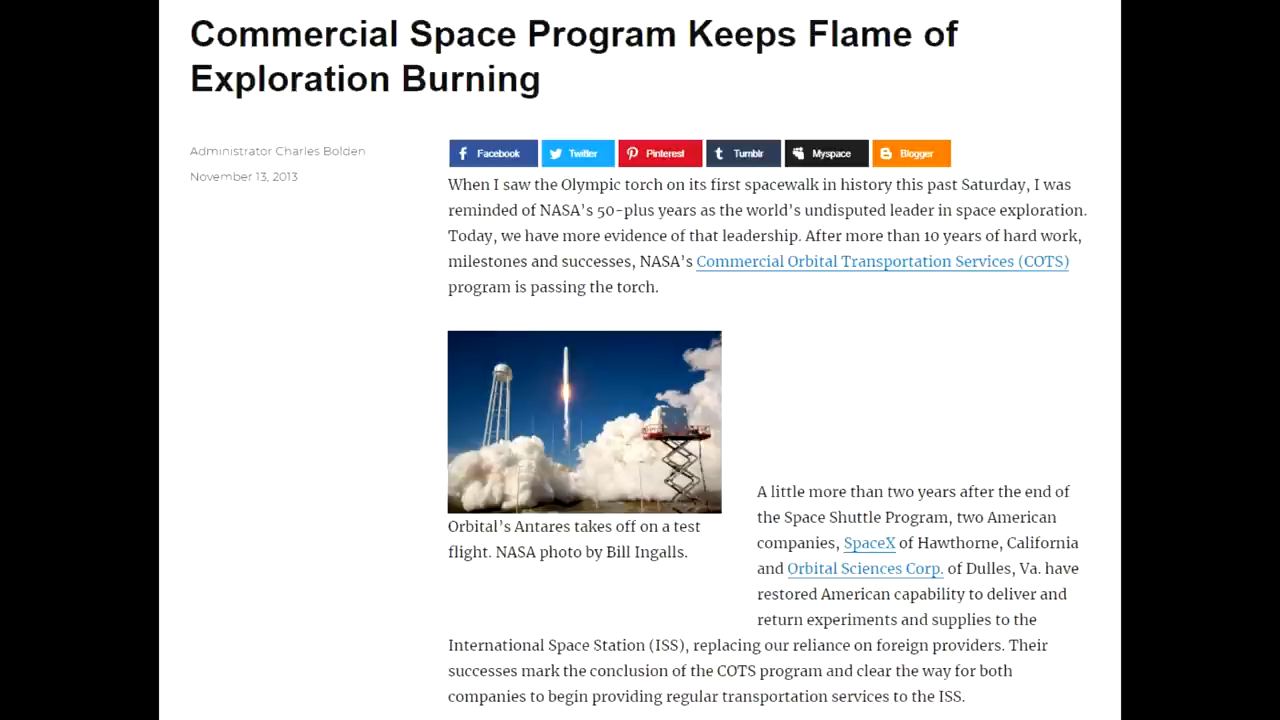 Commercial Space Program Keeps Flame of
Exploration Burning
Administrator Charles Bolden
November 13, 2013
Facebook
Twitter
Pinterest
Tumblr
Myspace
Blogger
When I saw the Olympic torch on its first spacewalk in history this past Saturday, I was
reminded of NASA’s 50-plus years as the world’s undisputed leader in space exploration.
Today, we have more evidence of that leadership. After more than 10 years of hard work,
milestones and successes, NASA’s Commercial Orbital Transportation Services (COTS)
program is passing the torch.
Orbital’s Antares takes off on a test
flight. NASA photo by Bill Ingalls.
A little more than two years after the end of
the Space Shuttle Program, two American
companies, SpaceX of Hawthorne, California
and Orbital Sciences Corp. of Dulles, Va. have
restored American capability to deliver and
return experiments and supplies to the
International Space Station (ISS), replacing our reliance on foreign providers. Their
successes mark the conclusion of the COTS program and clear the way for both
companies to begin providing regular transportation services to the ISS.